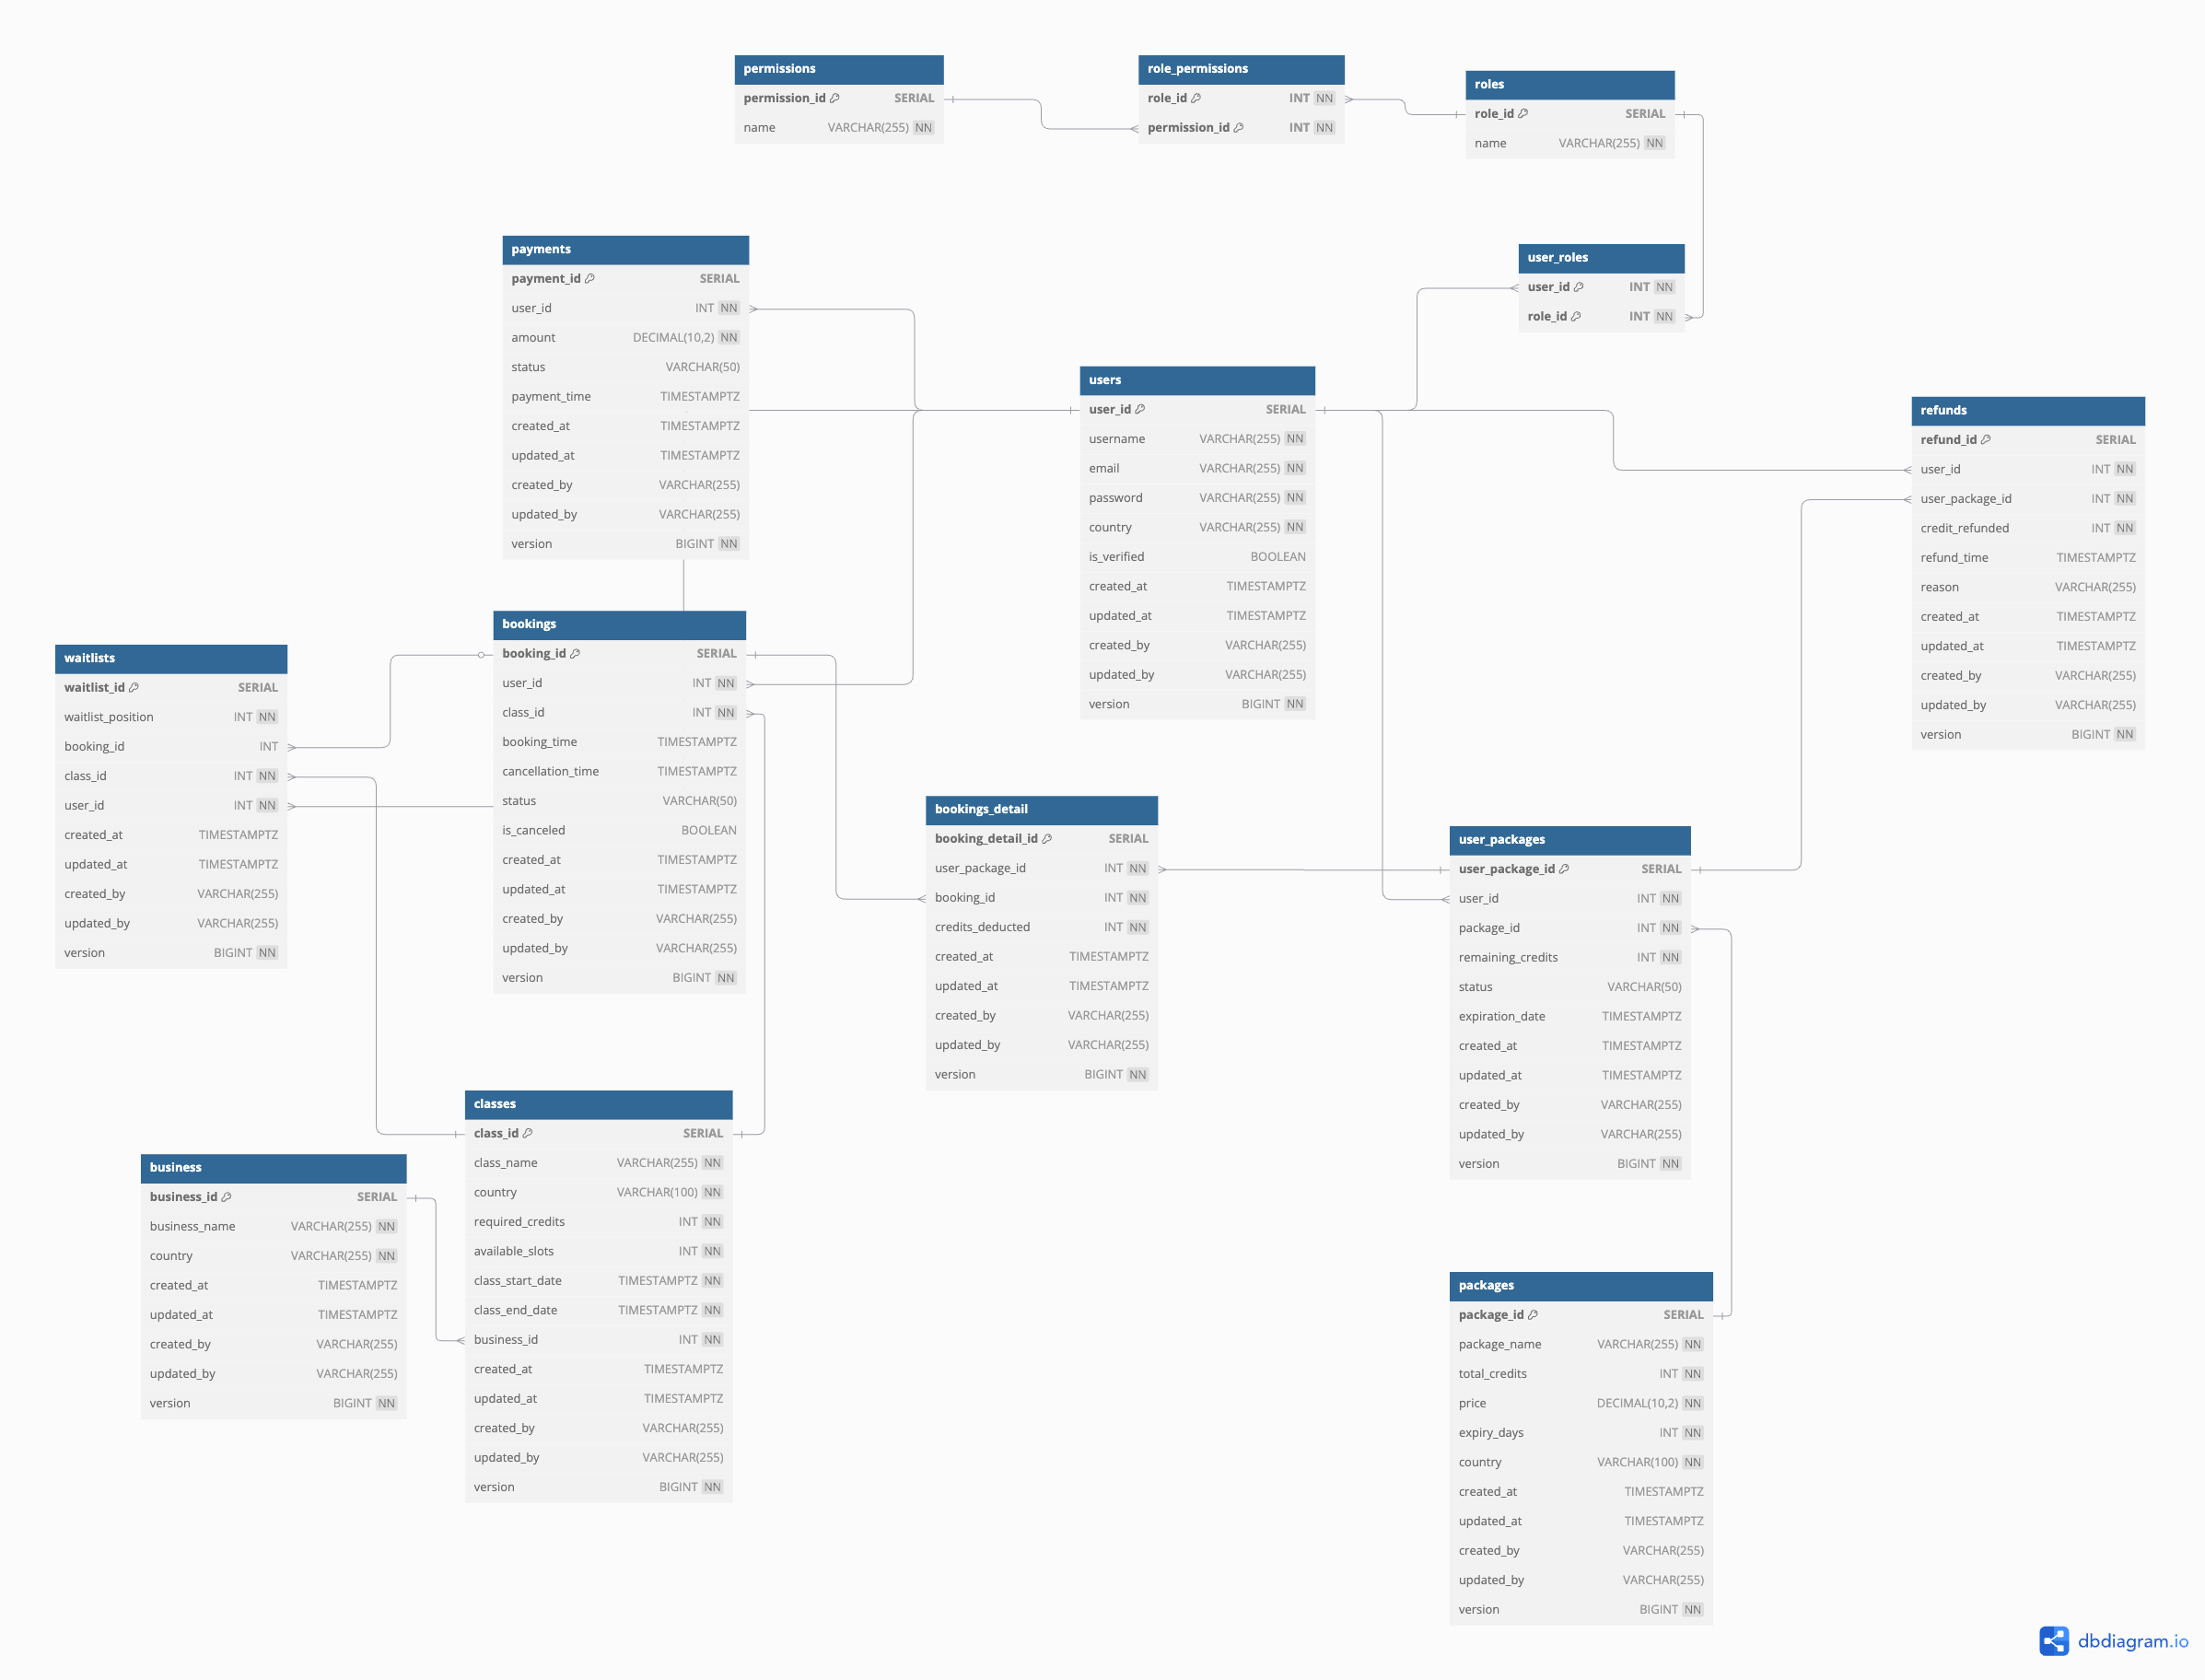 permissions
permission_id SERIAL
name VARCHAR(255) NN
role_permissions
role_id INT NN
permission_id INT NN
roles
role_id SERIAL
name VARCHAR(255) NN
payments
payment_id SERIAL
user_id INT NN
amount DECIMAL(10,2) NN
status VARCHAR(50)
payment_time TIMESTAMPTZ
created_at TIMESTAMPTZ
updated_at TIMESTAMPTZ
created_by VARCHAR(255)
updated_by VARCHAR(255)
version BIGINT NN
user_roles
user_id INT NN
role_id INT NN
users
user_id SERIAL
username VARCHAR(255) NN
email VARCHAR(255) NN
password VARCHAR(255) NN
country VARCHAR(255) NN
is_verified BOOLEAN
created_at TIMESTAMPTZ
updated_at TIMESTAMPTZ
created_by VARCHAR(255)
updated_by VARCHAR(255)
version BIGINT NN
refunds
refund_id SERIAL
user_id INT NN
user_package_id INT NN
credit_refunded INT NN
refund_time TIMESTAMPTZ
reason VARCHAR(255)
created_at TIMESTAMPTZ
updated_at TIMESTAMPTZ
created_by VARCHAR(255)
updated_by VARCHAR(255)
version BIGINT NN
waitlists
waitlist_id SERIAL
waitlist_position INT NN
booking_id INT
class_id INT NN
user_id INT NN
created_at TIMESTAMPTZ
updated_at TIMESTAMPTZ
created_by VARCHAR(255)
updated_by VARCHAR(255)
version BIGINT NN
bookings
booking_id SERIAL
user_id INT NN
class_id INT NN
booking_time TIMESTAMPTZ
cancellation_time TIMESTAMPTZ
status VARCHAR(50)
is_canceled BOOLEAN
created_at TIMESTAMPTZ
updated_at TIMESTAMPTZ
created_by VARCHAR(255)
updated_by VARCHAR(255)
version BIGINT NN
bookings_detail
booking_detail_id SERIAL
user_package_id INT NN
booking_id INT NN
credits_deducted INT NN
created_at TIMESTAMPTZ
updated_at TIMESTAMPTZ
created_by VARCHAR(255)
updated_by VARCHAR(255)
version BIGINT NN
user_packages
user_package_id SERIAL
user_id INT NN
package_id INT NN
remaining_credits INT NN
status VARCHAR(50)
expiration_date TIMESTAMPTZ
created_at TIMESTAMPTZ
updated_at TIMESTAMPTZ
created_by VARCHAR(255)
updated_by VARCHAR(255)
version BIGINT NN
business
business_id SERIAL
business_name VARCHAR(255) NN
country VARCHAR(255) NN
created_at TIMESTAMPTZ
updated_at TIMESTAMPTZ
created_by VARCHAR(255)
updated_by VARCHAR(255)
version BIGINT NN
classes
class_id SERIAL
class_name VARCHAR(255) NN
country VARCHAR(100) NN
required_credits INT NN
available_slots INT NN
class_start_date TIMESTAMPTZ NN
class_end_date TIMESTAMPTZ NN
business_id INT NN
created_at TIMESTAMPTZ
updated_at TIMESTAMPTZ
created_by VARCHAR(255)
updated_by VARCHAR(255)
version BIGINT NN
packages
package_id SERIAL
package_name VARCHAR(255) NN
total_credits INT NN
price DECIMAL(10,2) NN
expiry_days INT NN
country VARCHAR(100) NN
created_at TIMESTAMPTZ
updated_at TIMESTAMPTZ
created_by VARCHAR(255)
updated_by VARCHAR(255)
version BIGINT NN
dbdiagram.io